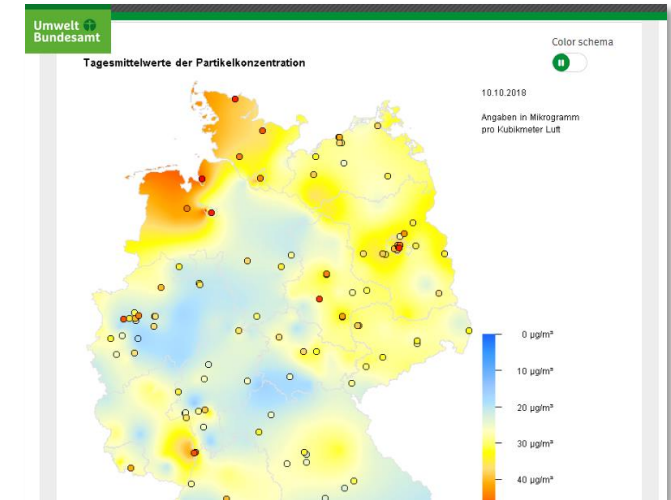 Umwelt
Bundesamt
Color schema
Tagesmittelwerte der Partikelkonzentration
10.10.2018
Angaben in Mikrogramm
pro Kubikmeter Luft
0 µg/m³
10 µg/m³
20 µg/m³
30 µg/m³
40 µg/m³